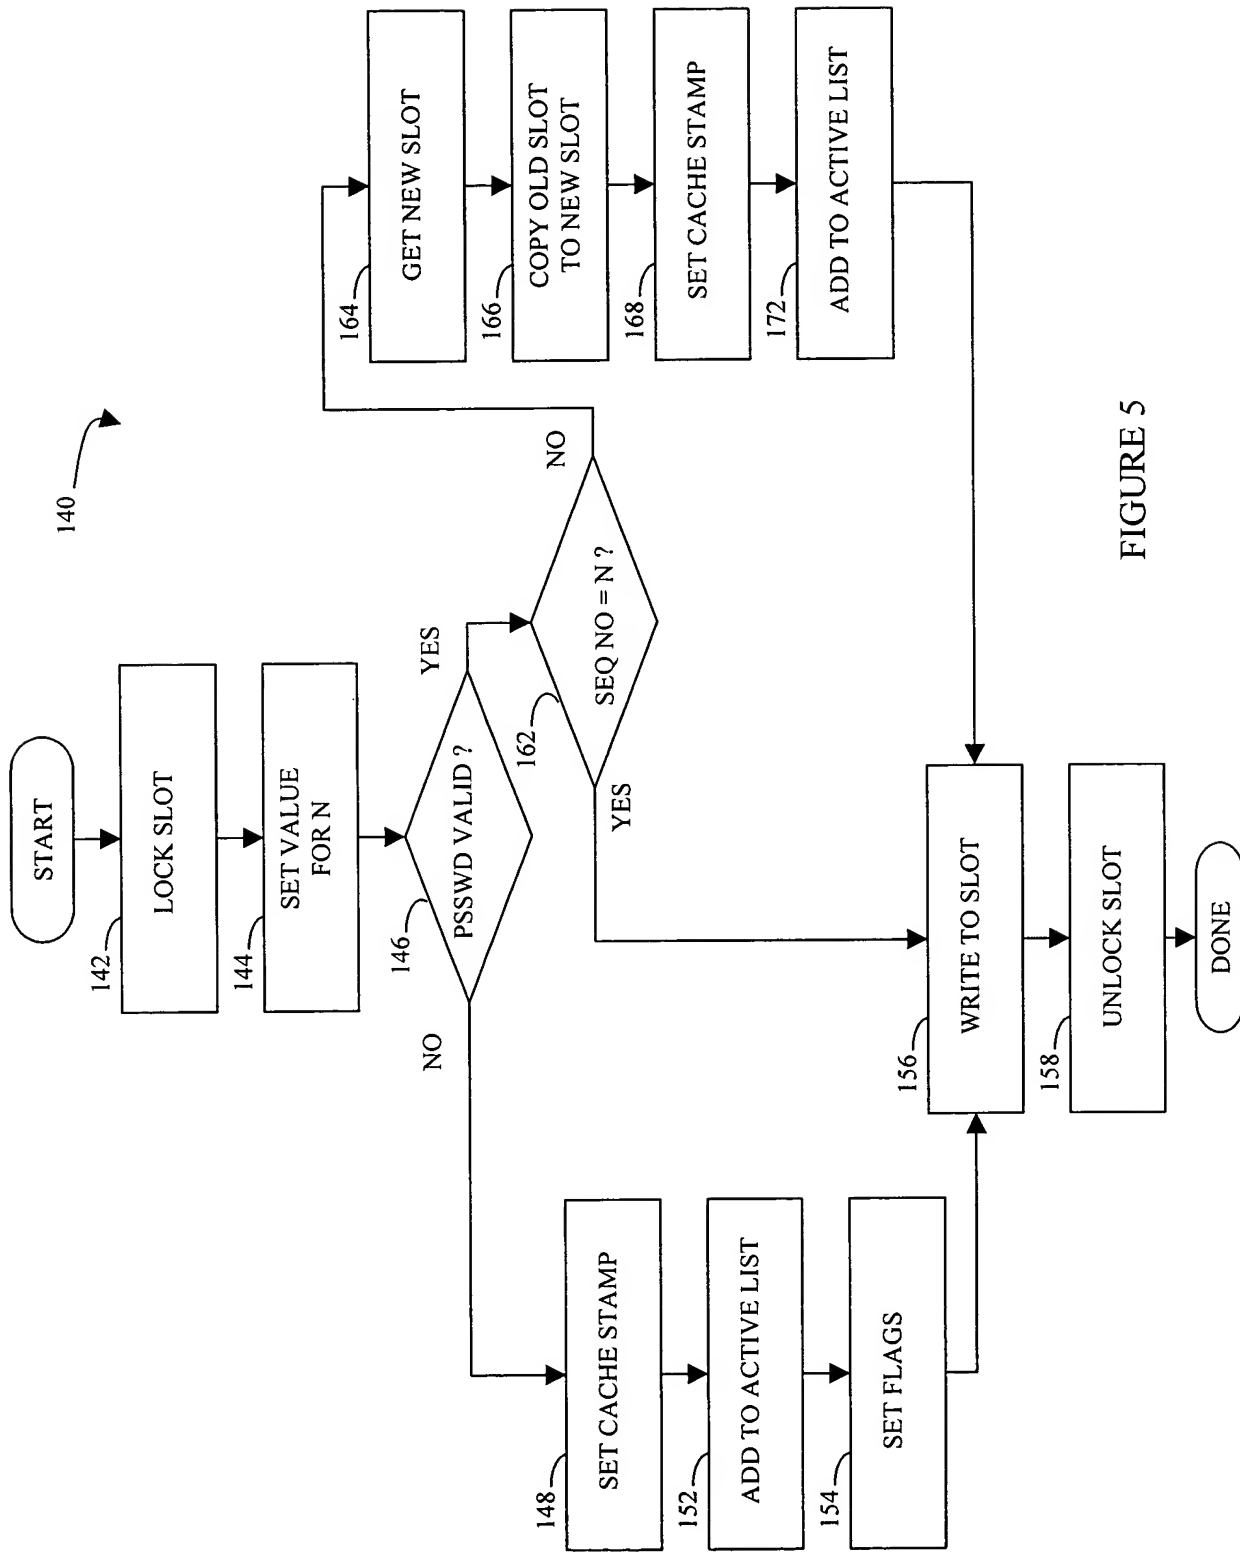 140
START
142
LOCK SLOT
144
SET VALUE
FOR N
146
PSSWD VALID ?
NO
YES
148
SET CACHE STAMP
152
ADD TO ACTIVE LIST
154
SET FLAGS
162
SEQ NO = N ?
YES
NO
164
GET NEW SLOT
166
COPY OLD SLOT
TO NEW SLOT
168
SET CACHE STAMP
172
ADD TO ACTIVE LIST
156
WRITE TO SLOT
158
UNLOCK SLOT
DONE
FIGURE 5